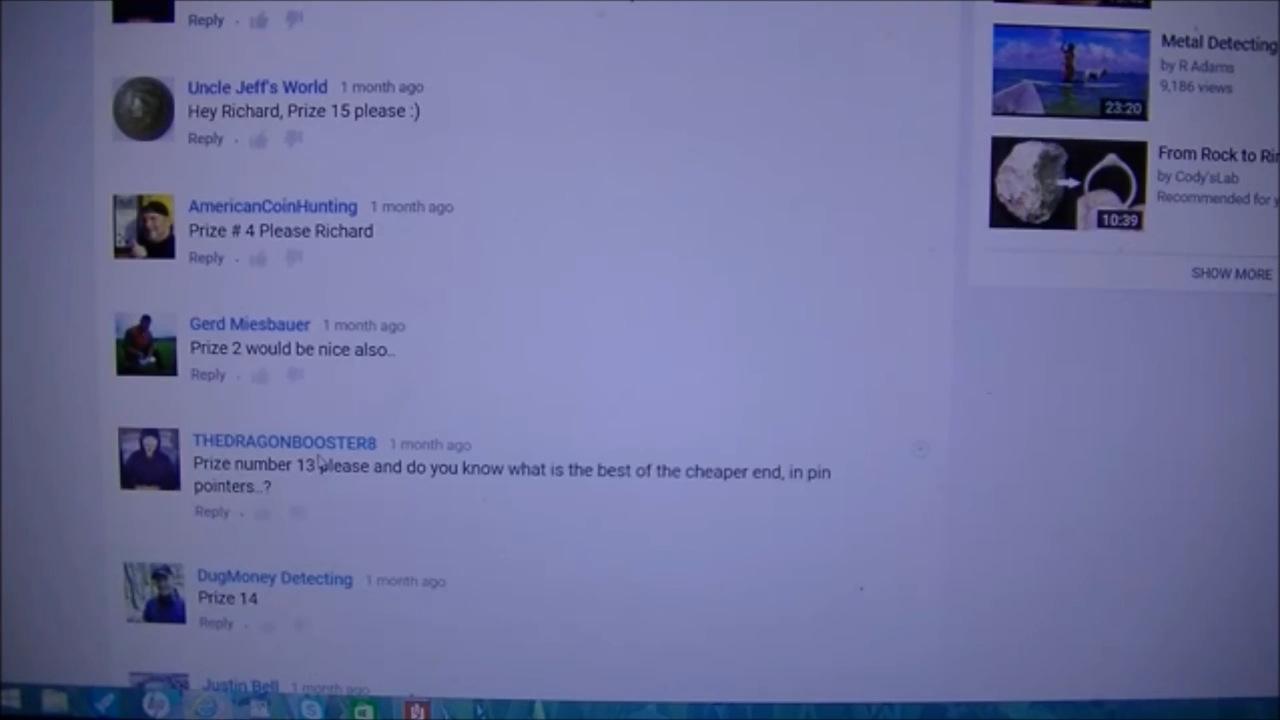 Reply
Uncle Jeff's World 1 month ago
Hey Richard, Prize 15 please :)
Reply
AmericanCoinHunting 1 month ago
Prize # 4 Please Richard
Reply
Gerd Miesbauer 1 month ago
Prize 2 would be nice also..
Reply
THEDRAGONBOOSTER8 1 month ago
Prize number 13 please and do you know what is the best of the cheaper end, in pin
pointers..?
Reply
DugMoney Detecting 1 month ago
Prize 14
Reply
Justin Bell 1 month ago
Metal Detecting
by R Adams
9,186 views
23:20
From Rock to Ri
by Cody'sLab
Recommended for y
10:39
SHOW MORE